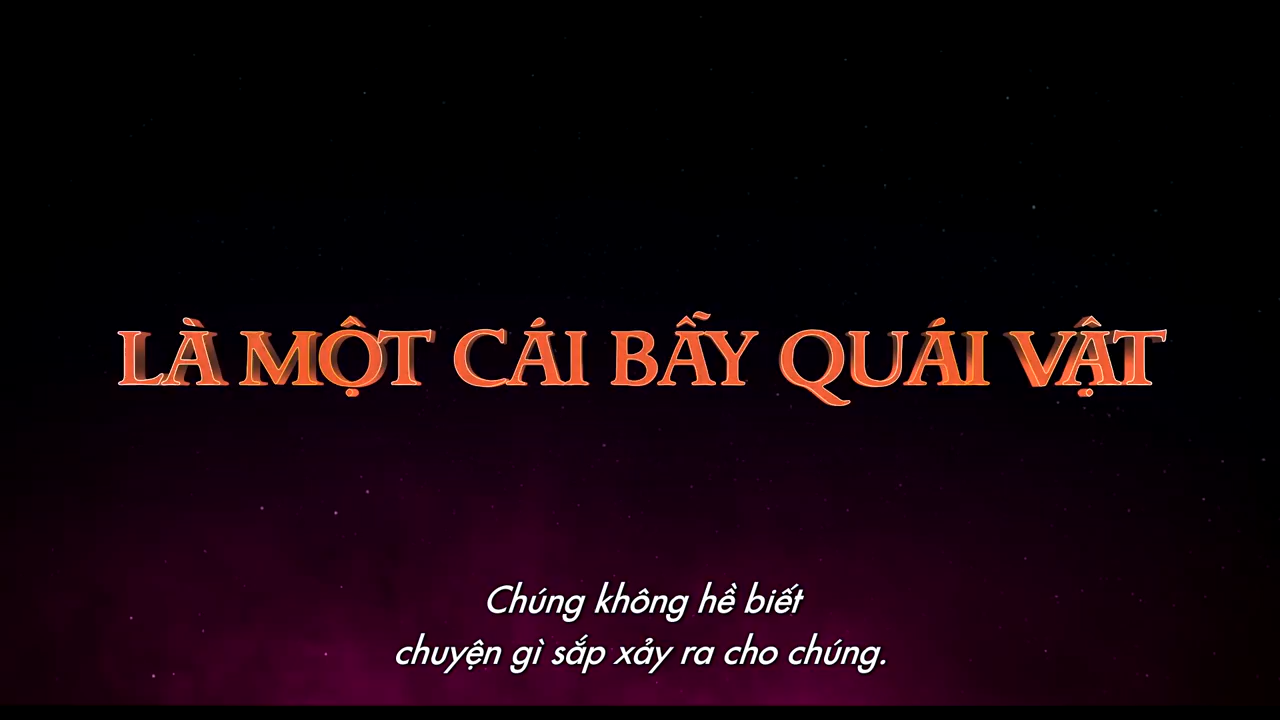 LÀ MỘT CÁI BẪY QUÁI VẬT
Chúng không hề biết
chuyện gì sắp xảy ra cho chúng.